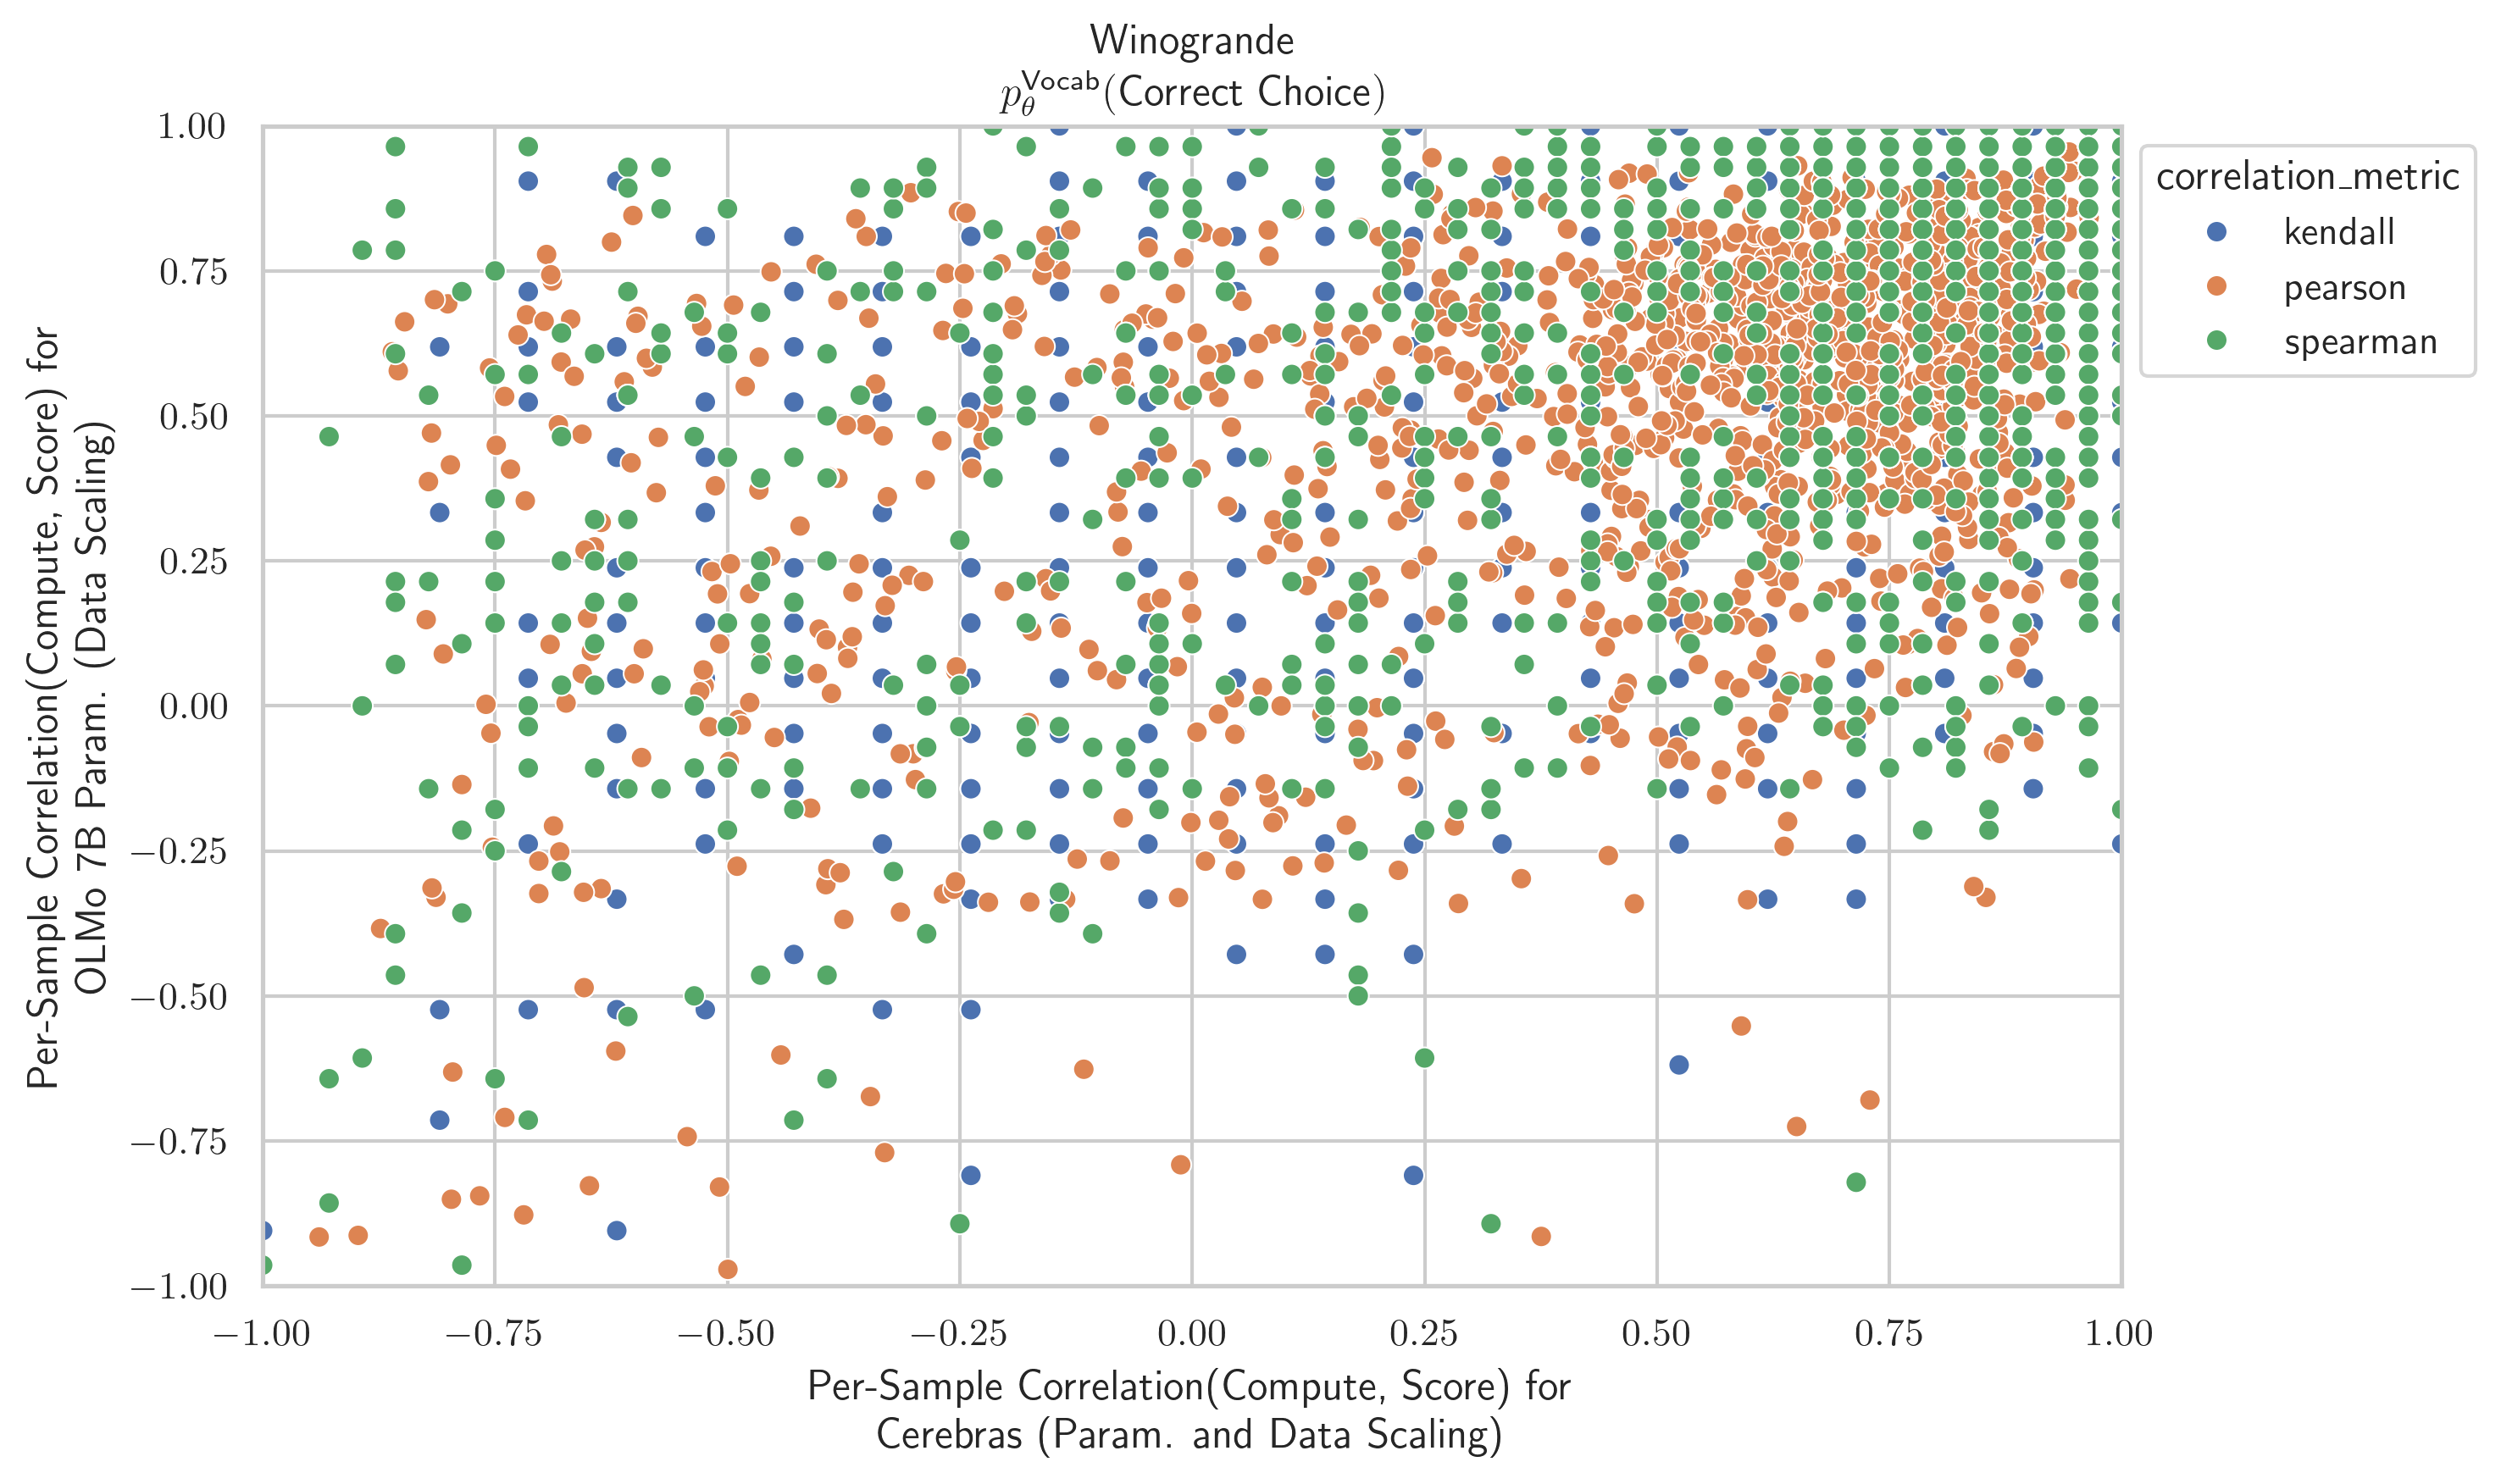 Winogrande
p_θ^Vocab(Correct Choice)
1.00
0.75
0.50
0.25
0.00
−0.25
−0.50
−0.75
−1.00
Per-Sample Correlation(Compute, Score) for
OLMo 7B Param. (Data Scaling)
−1.00 −0.75 −0.50 −0.25 0.00 0.25 0.50 0.75 1.00
Per-Sample Correlation(Compute, Score) for
Cerebras (Param. and Data Scaling)
correlation_metric
kendall
pearson
spearman